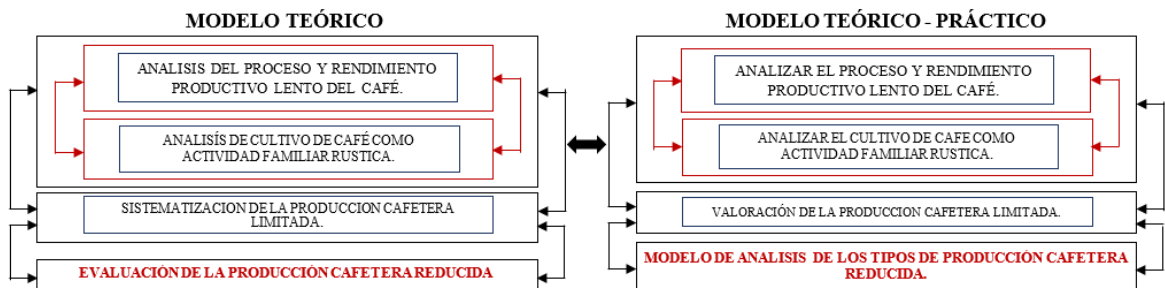 MODELO TEÓRICO
ANALISIS DEL PROCESO Y RENDIMIENTO
PRODUCTIVO LENTO DEL CAFÉ.
ANALISÍS DE CULTIVO DE CAFÉ COMO
ACTIVIDAD FAMILIAR RUSTICA.
SISTEMATIZACION DE LA PRODUCCION CAFETERA
LIMITADA.
EVALUACIÓN DE LA PRODUCCIÓN CAFETERA REDUCIDA
MODELO TEÓRICO - PRÁCTICO
ANALIZAR EL PROCESO Y RENDIMIENTO
PRODUCTIVO LENTO DEL CAFÉ.
ANALIZAR EL CULTIVO DE CAFE COMO
ACTIVIDAD FAMILIAR RUSTICA.
VALORACIÓN DE LA PRODUCCION CAFETERA LIMITADA.
MODELO DE ANALISIS DE LOS TIPOS DE PRODUCCIÓN CAFETERA
REDUCIDA.